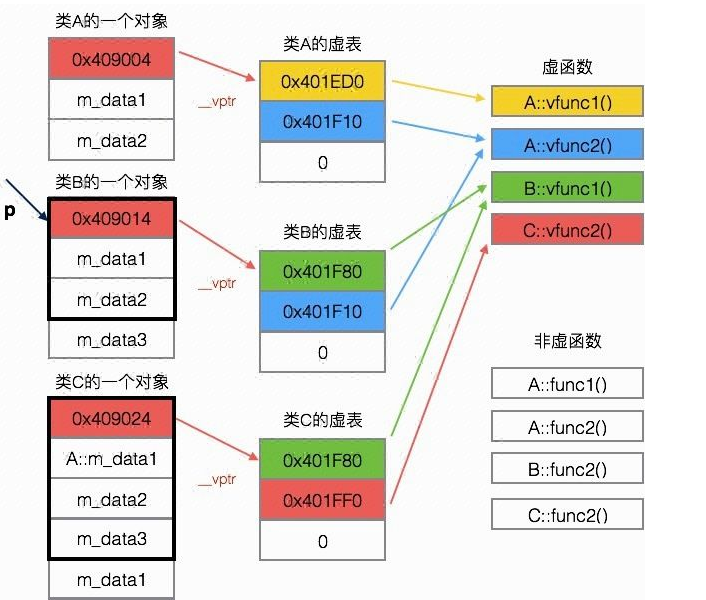 类A的一个对象
0x409004
m_data1
m_data2
__vptr
类A的虚表
0x401ED0
0x401F10
0
虚函数
A::vfunc1()
A::vfunc2()
B::vfunc1()
C::vfunc2()
p
类B的一个对象
0x409014
m_data1
m_data2
m_data3
__vptr
类B的虚表
0x401F80
0x401F10
0
非虚函数
A::func1()
A::func2()
B::func2()
C::func2()
类C的一个对象
0x409024
A::m_data1
m_data2
m_data3
m_data1
__vptr
类C的虚表
0x401F80
0x401FF0
0